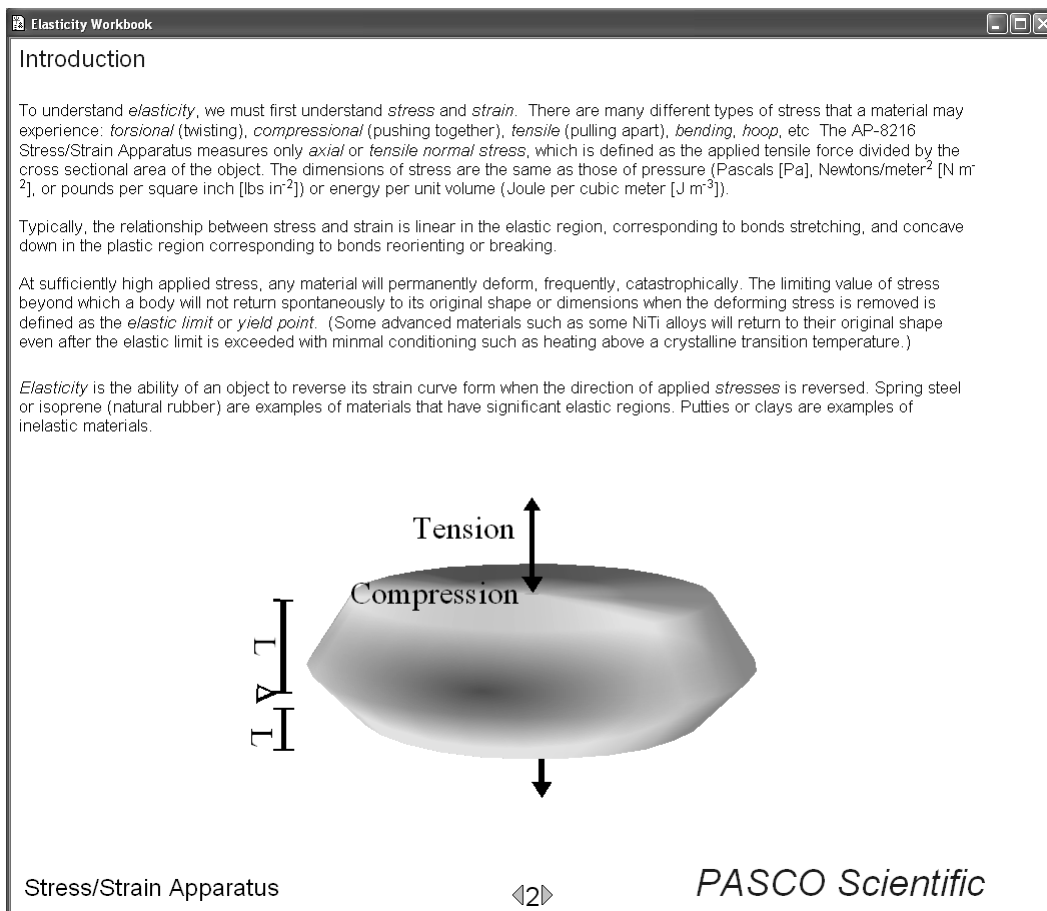 Elasticity Workbook
Introduction
To understand elasticity, we must first understand stress and strain. There are many different types of stress that a material may
experience: torsional (twisting), compressional (pushing together), tensile (pulling apart), bending, hoop, etc The AP-8216
Stress/Strain Apparatus measures only axial or tensile normal stress, which is defined as the applied tensile force divided by the
cross sectional area of the object. The dimensions of stress are the same as those of pressure (Pascals [Pa], Newtons/meter² [N m⁻
²], or pounds per square inch [lbs in⁻²]) or energy per unit volume (Joule per cubic meter [J m⁻³]).
Typically, the relationship between stress and strain is linear in the elastic region, corresponding to bonds stretching, and concave
down in the plastic region corresponding to bonds reorienting or breaking.
At sufficiently high applied stress, any material will permanently deform, frequently, catastrophically. The limiting value of stress
beyond which a body will not return spontaneously to its original shape or dimensions when the deforming stress is removed is
defined as the elastic limit or yield point. (Some advanced materials such as some NiTi alloys will return to their original shape
even after the elastic limit is exceeded with minmal conditioning such as heating above a crystalline transition temperature.)
Elasticity is the ability of an object to reverse its strain curve form when the direction of applied stresses is reversed. Spring steel
or isoprene (natural rubber) are examples of materials that have significant elastic regions. Putties or clays are examples of
inelastic materials.
Tension
Compression
L
Δ
L
Stress/Strain Apparatus
2
PASCO Scientific